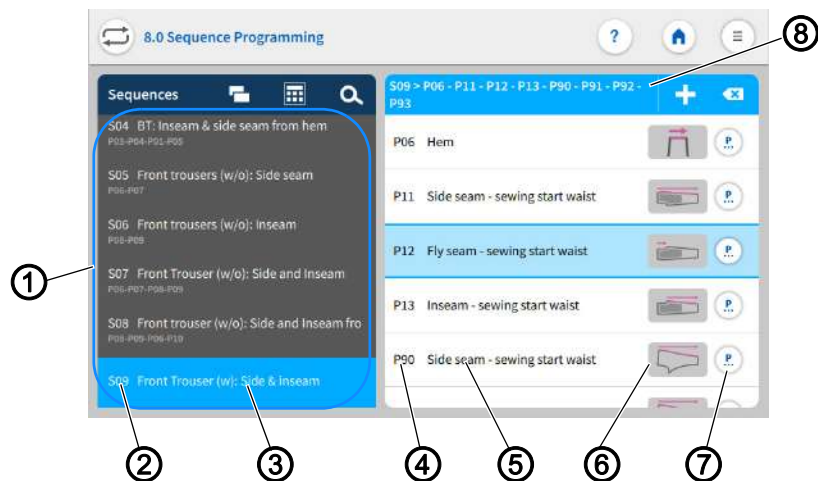 8.0 Sequence Programming
?
8
Sequences
S09 > P06 - P11 - P12 - P13 - P90 - P91 - P92 -
P93
S04 BT: Inseam & side seam from hem
P03-P04-P01-P05
S05 Front trousers (w/o): Side seam
P06-P07
S06 Front trousers (w/o): Inseam
P08-P09
S07 Front Trouser (w/o): Side and Inseam
P06-P07-P08-P09
S08 Front trouser (w/o): Side and Inseam fro
P08-P09-P06-P10
S09 Front Trouser (w): Side & inseam
P06 Hem
P...
P11 Side seam - sewing start waist
P...
P12 Fly seam - sewing start waist
P...
P13 Inseam - sewing start waist
P...
P90 Side seam - sewing start waist
P...
1
2
3
4
5
6
7